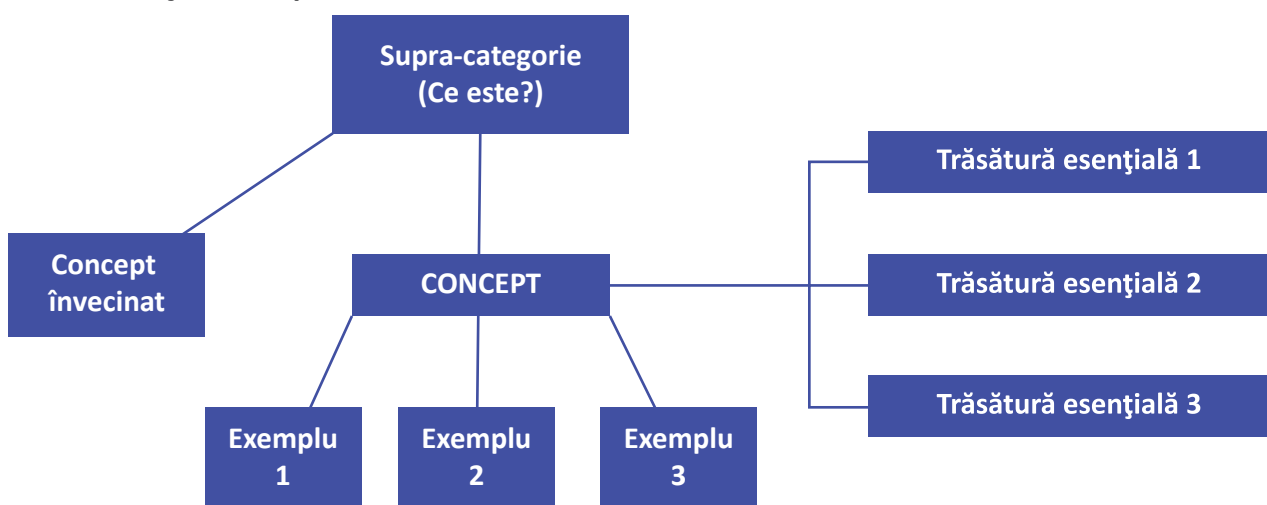 Supra-categorie
(Ce este?)
Trăsătură esenţială 1
Concept
învecinat
CONCEPT
Trăsătură esenţială 2
Trăsătură esenţială 3
Exemplu
1
Exemplu
2
Exemplu
3